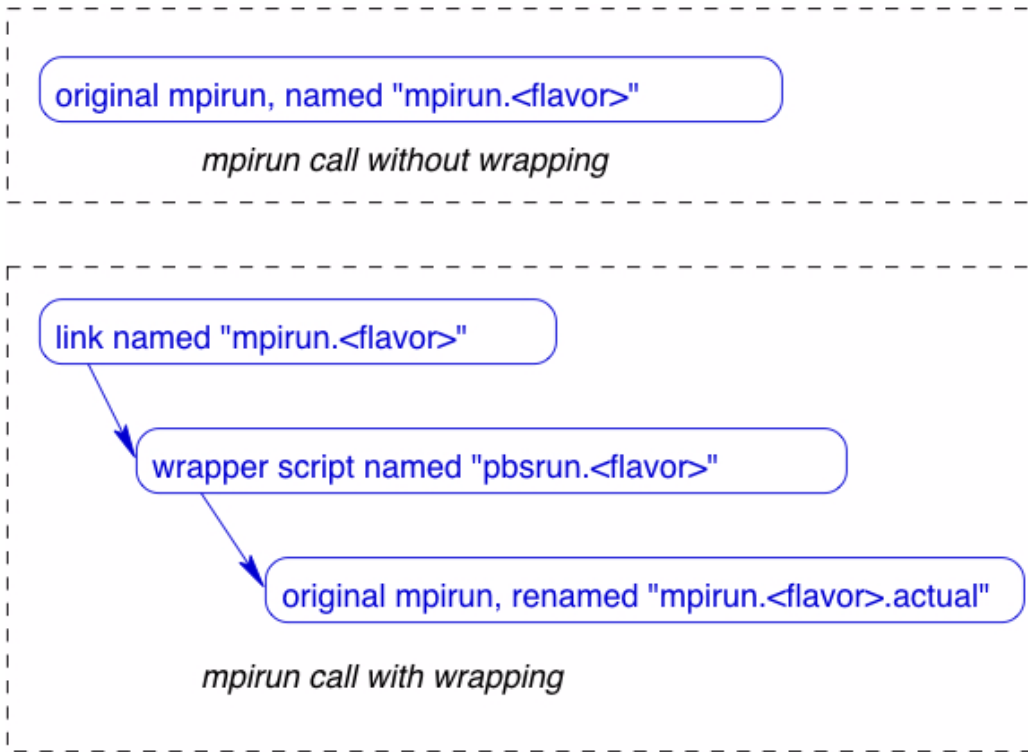 original mpirun, named "mpirun.<flavor>"
mpirun call without wrapping
link named "mpirun.<flavor>"
wrapper script named "pbsrun.<flavor>"
original mpirun, renamed "mpirun.<flavor>.actual"
mpirun call with wrapping